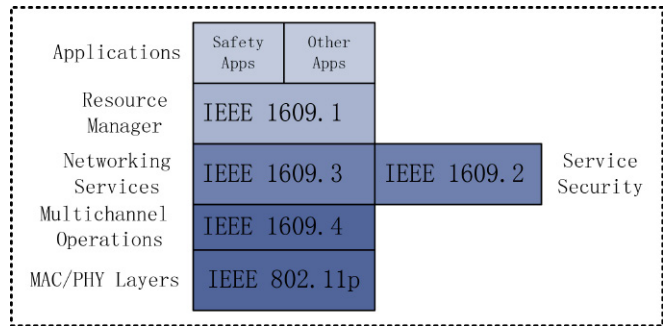 Applications
Safety
Apps
Other
Apps
Resource
Manager
IEEE 1609.1
Networking
Services
IEEE 1609.3
IEEE 1609.2
Service
Security
Multichannel
Operations
IEEE 1609.4
MAC/PHY Layers
IEEE 802.11p